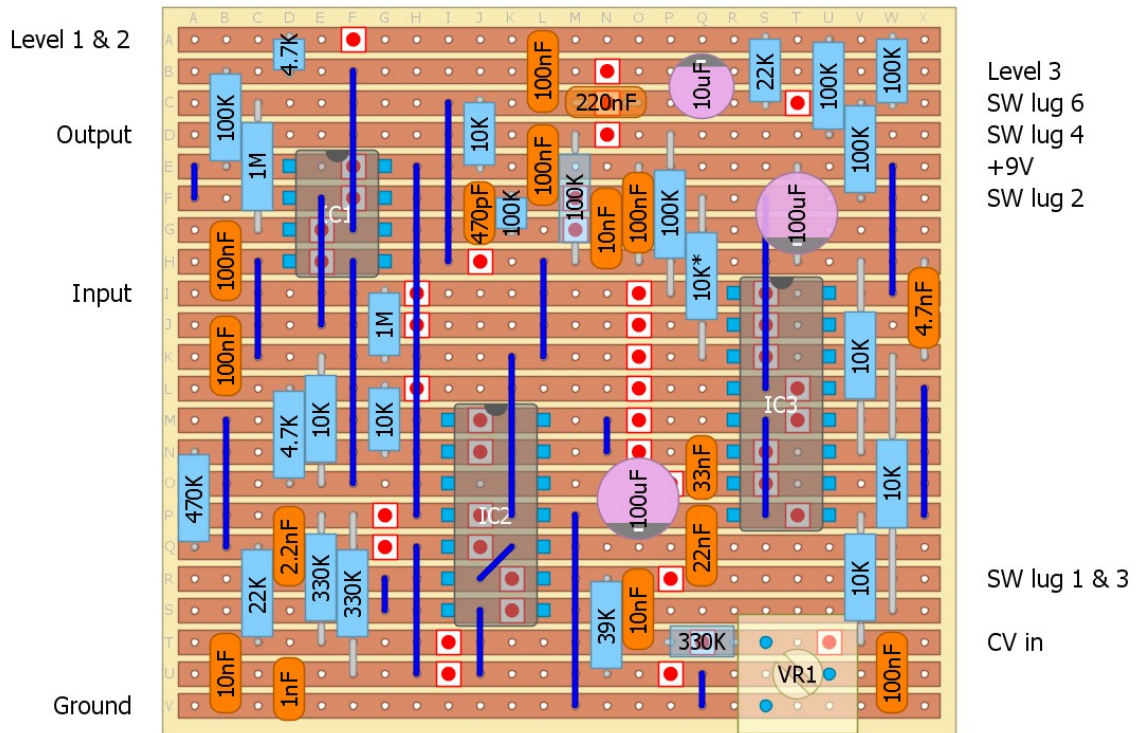 A B C D E F G H I J K L M N O P Q R S T U V W X
A
B
C
D
E
F
G
H
I
J
K
L
M
N
O
P
Q
R
S
T
U
V
Level 1 & 2
Output
Input
Ground
Level 3
SW lug 6
SW lug 4
+9V
SW lug 2
SW lug 1 & 3
CV in
4.7K
100K
1M
100nF
100nF
470K
10nF
22K
4.7K
2.2nF
1nF
IC1
10K
330K
330K
1M
10K
10K
470pF
100K
100nF
220nF
100nF
100K
10nF
100nF
100K
10K*
10uF
22K
100K
100K
100K
100uF
4.7nF
10K
IC3
IC2
100uF
33nF
22nF
39K
10nF
330K
10K
10K
VR1
100nF